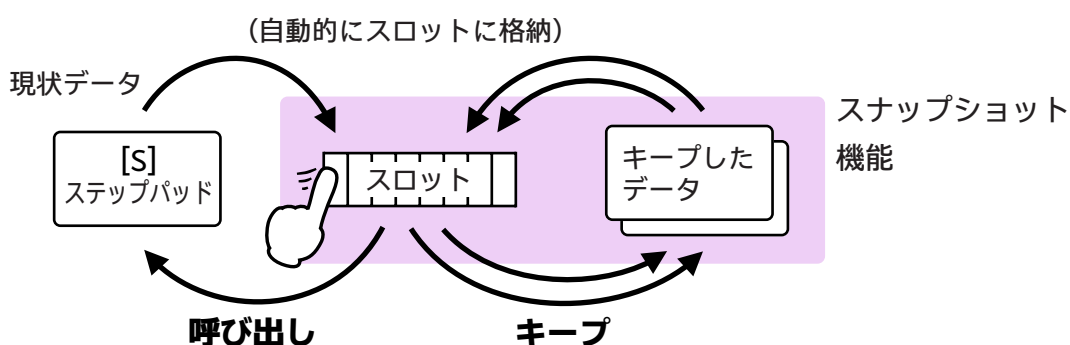 （自動的にスロットに格納）
現状データ
スナップショット
機能
[S]
ステップパッド
スロット
キープした
データ
呼び出し
キープ